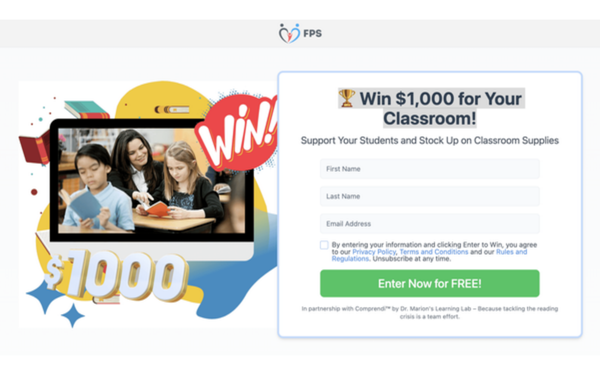 FPS
WIN!
$1000
🏆 Win $1,000 for Your
Classroom!
Support Your Students and Stock Up on Classroom Supplies
First Name
Last Name
Email Address
By entering your information and clicking Enter to Win, you agree
to our Privacy Policy, Terms and Conditions and our Rules and
Regulations. Unsubscribe at any time.
Enter Now for FREE!
In partnership with Comprendi™ by Dr. Marion's Learning Lab – Because tackling the reading
crisis is a team effort.